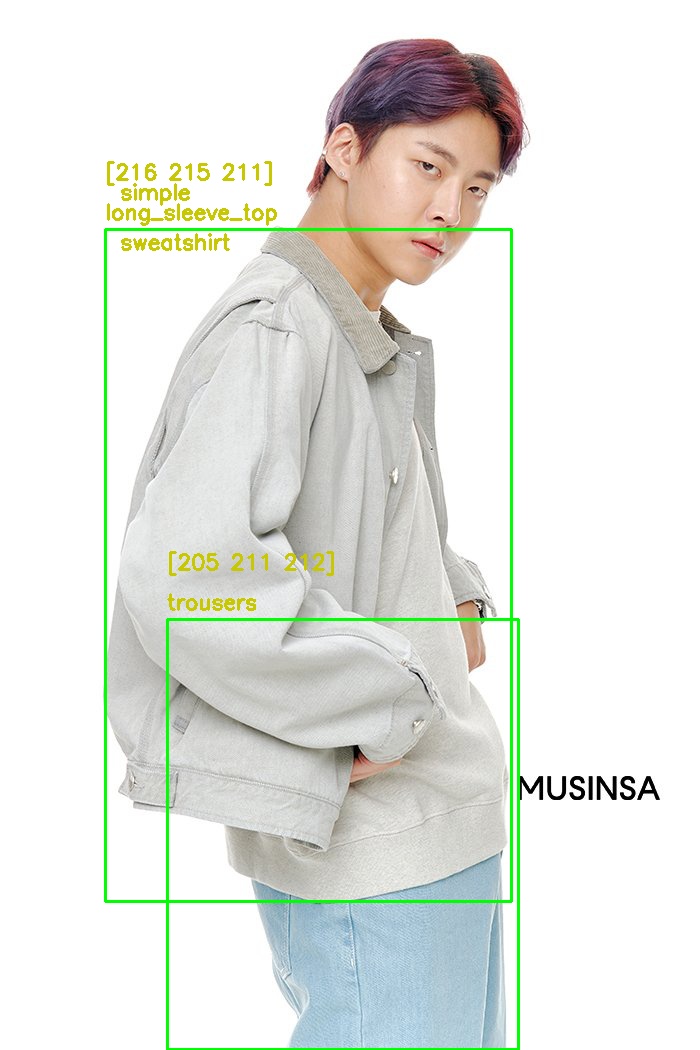 [216 215 211]
simple
long_sleeve_top
sweatshirt
[205 211 212]
trousers
MUSINSA